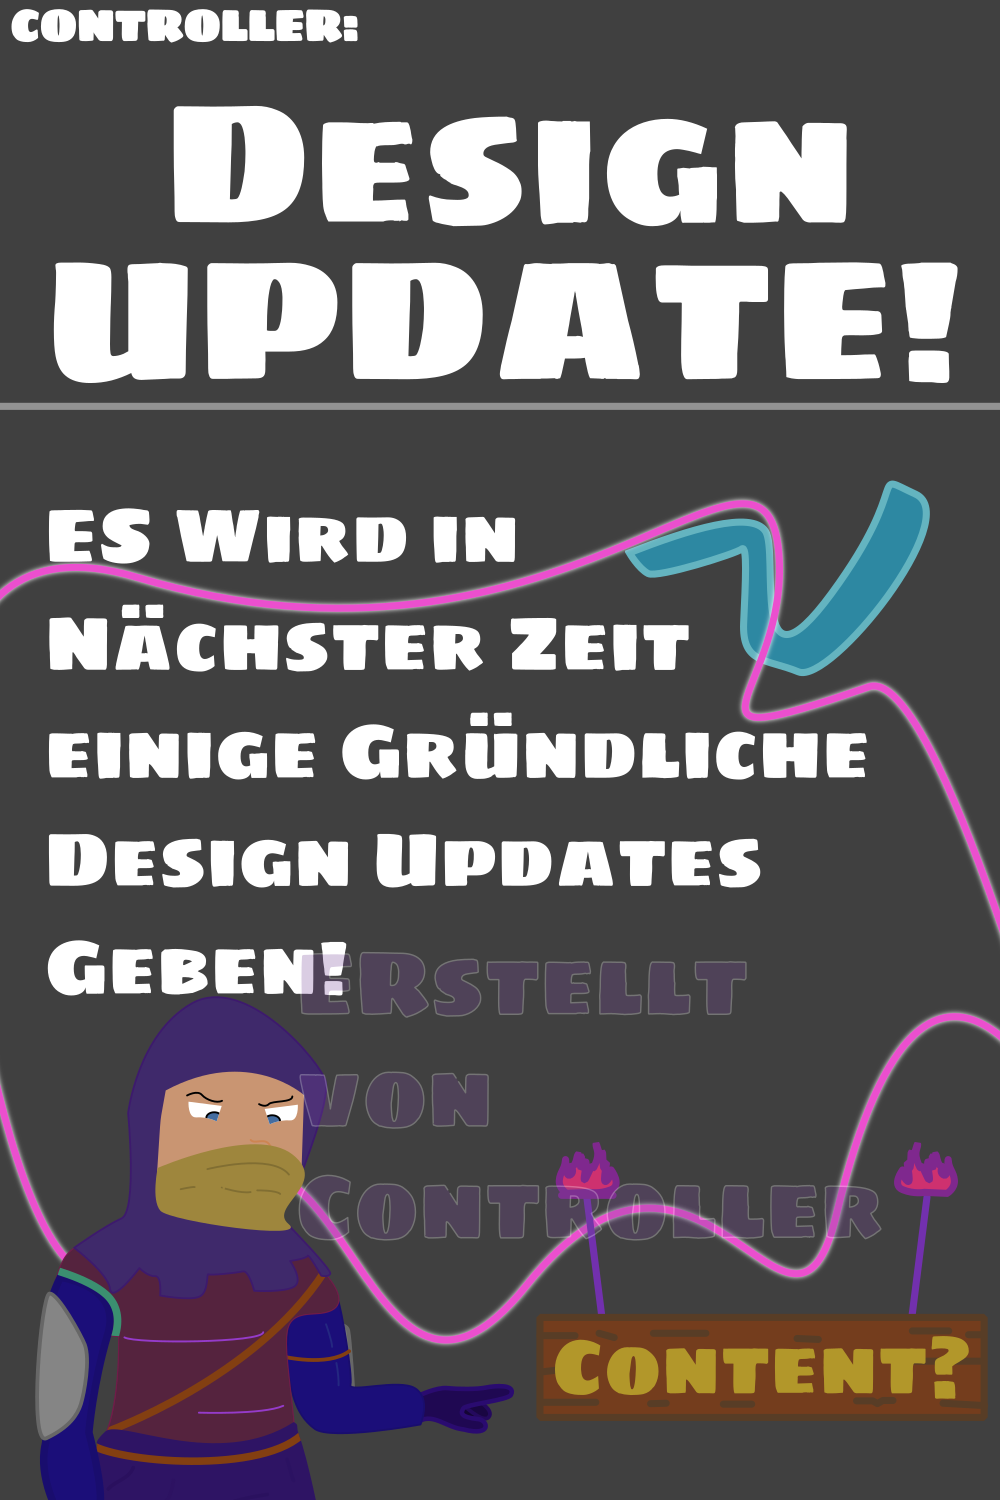 CONTROLLER:
DESIGN
UPDATE!
ES WIRD IN
NÄCHSTER ZEIT
EINIGE GRÜNDLICHE
DESIGN UPDATES
GEBEN!
ERSTELLT
VON
CONTROLLER
CONTENT?